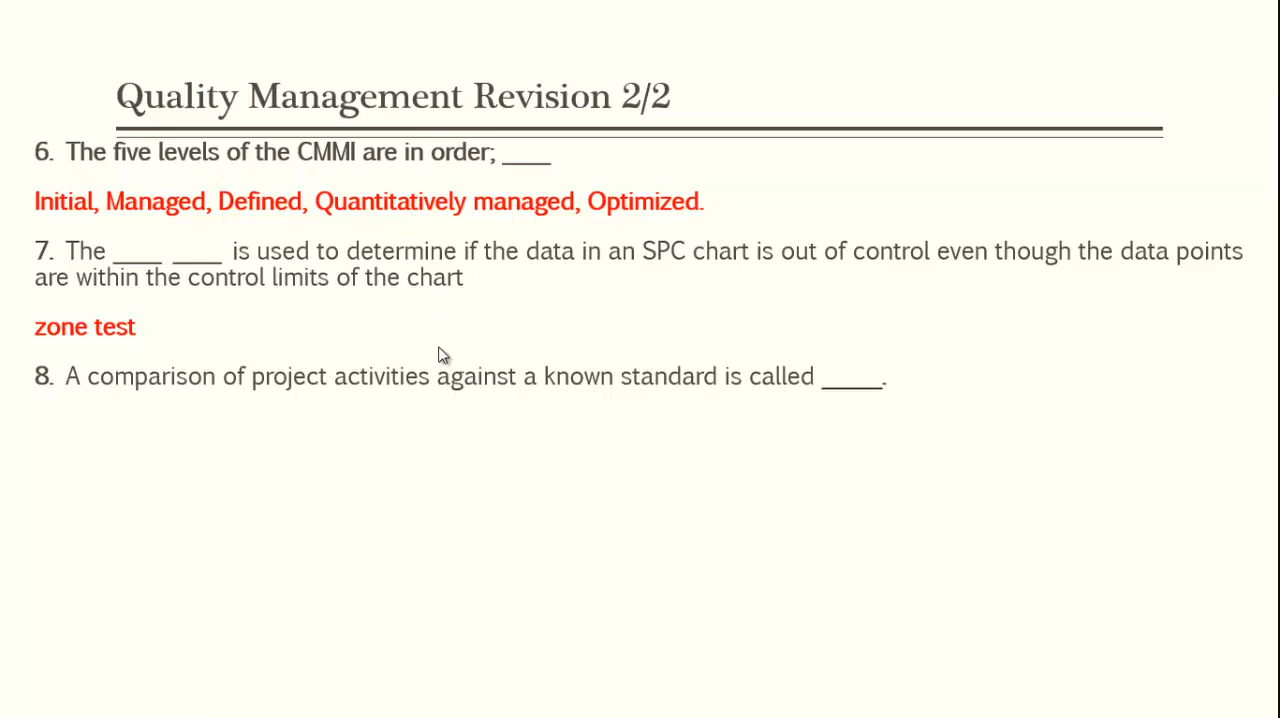 Quality Management Revision 2/2
6. The five levels of the CMMI are in order; ____
Initial, Managed, Defined, Quantitatively managed, Optimized.
7. The ____ ____ is used to determine if the data in an SPC chart is out of control even though the data points
are within the control limits of the chart
zone test
8. A comparison of project activities against a known standard is called _____.